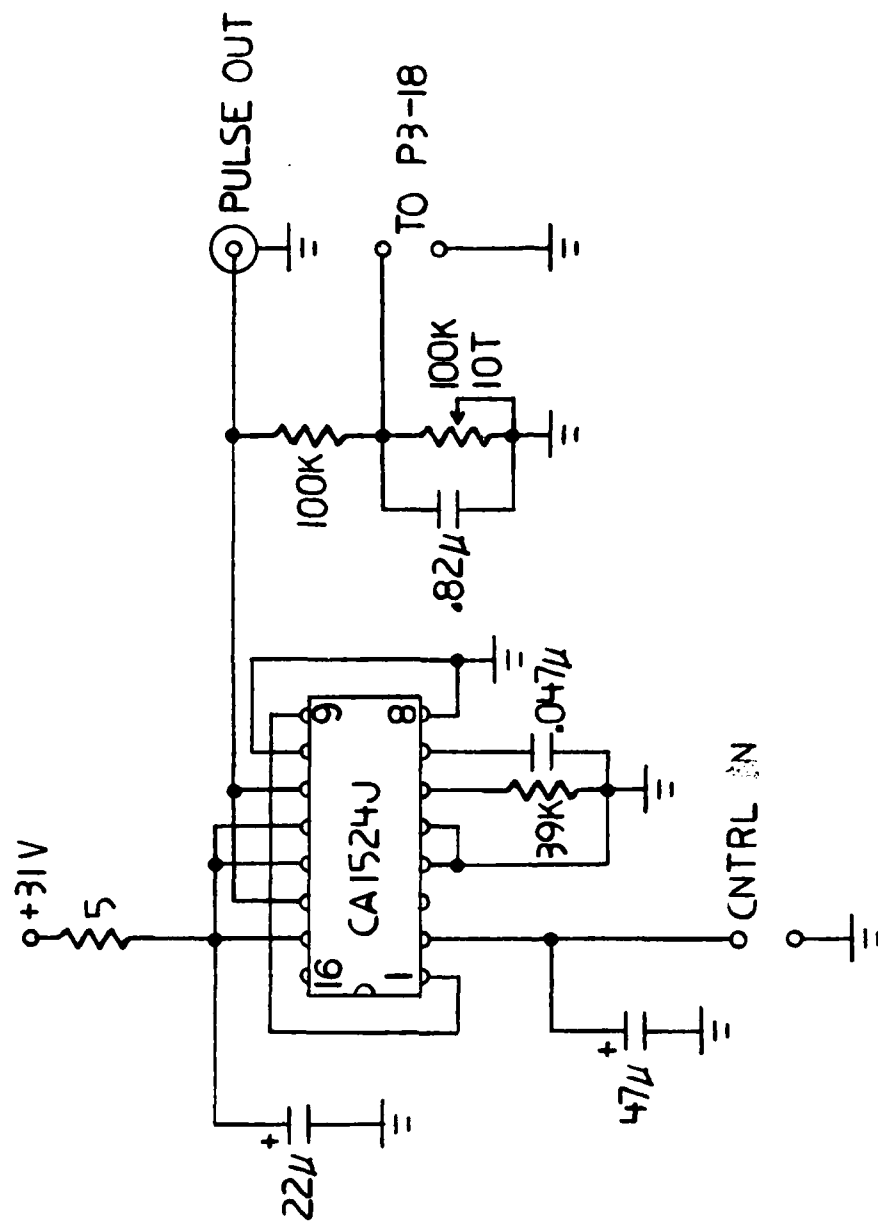 +31V
5
22µ
+
16
9
CA1524J
1
8
47µ
+
CNTRL
39K
.047µ
100K
.82µ
100K
10T
PULSE OUT
TO P3-18